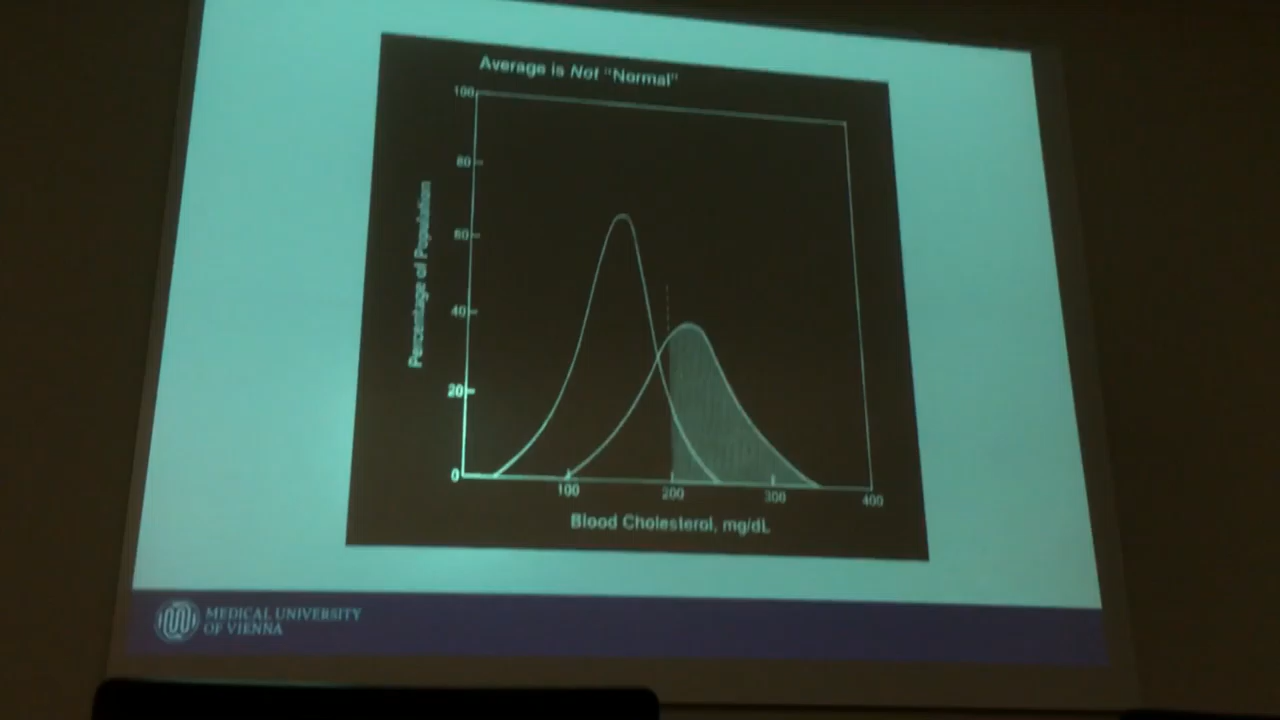 Average is Not "Normal"
100
80
60
40
20
0
Percentage of Population
100
200
300
400
Blood Cholesterol, mg/dL
MEDICAL UNIVERSITY
OF VIENNA